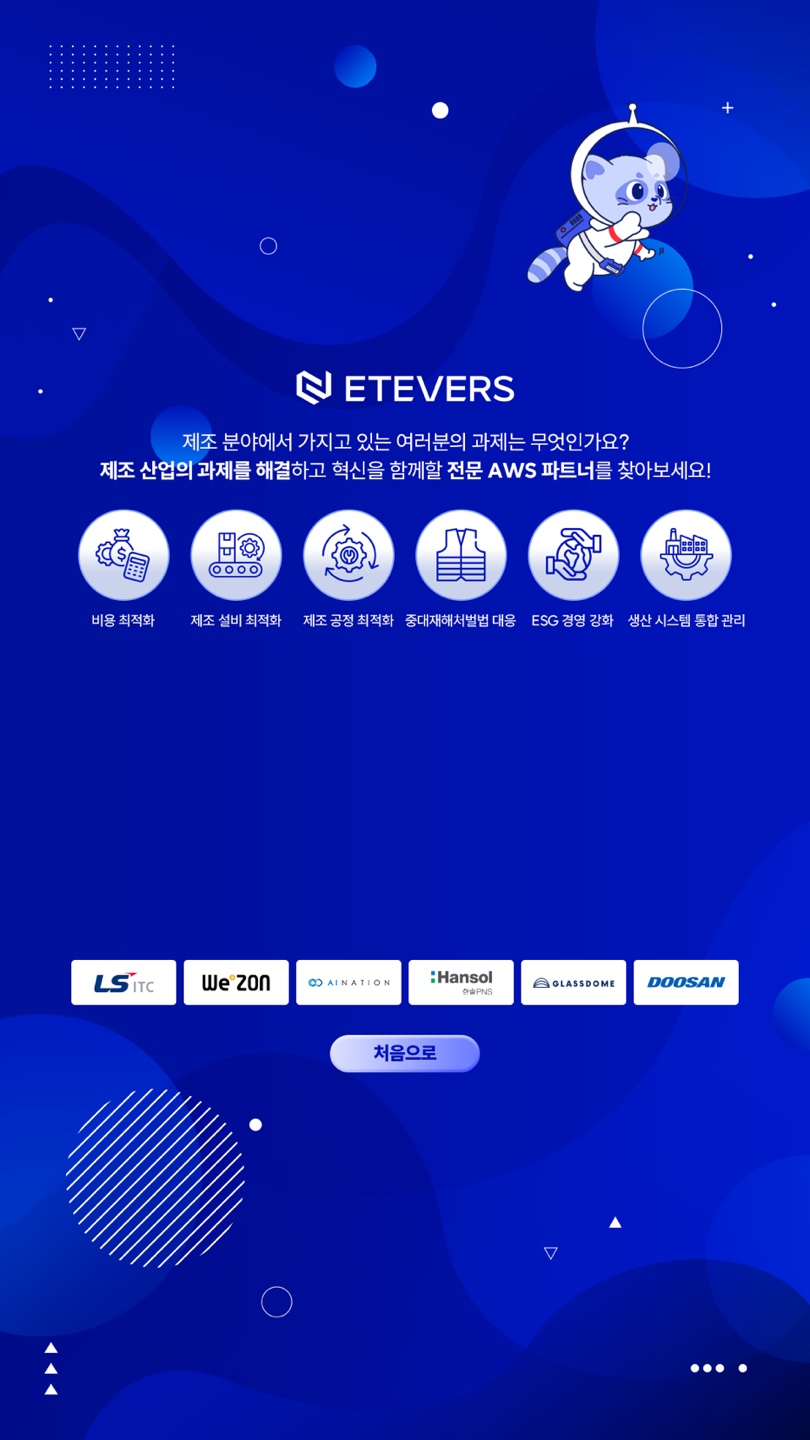 ETEVERS
제조 분야에서 가지고 있는 여러분의 과제는 무엇인가요?
제조 산업의 과제를 해결하고 혁신을 함께할 전문 AWS 파트너를 찾아보세요!
비용 최적화
제조 설비 최적화
제조 공정 최적화
중대재해처벌법 대응
ESG 경영 강화
생산 시스템 통합 관리
LS ITC
WeZON
AINATION
Hansol
한솔PNS
GLASSDOME
DOOSAN
처음으로